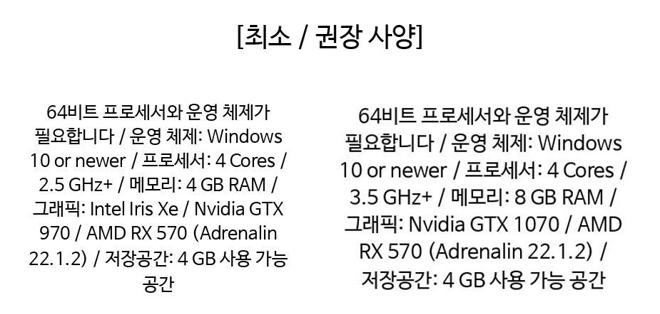 [최소 / 권장 사양]
64비트 프로세서와 운영 체제가
필요합니다 / 운영 체제: Windows
10 or newer / 프로세서: 4 Cores /
2.5 GHz+ / 메모리: 4 GB RAM /
그래픽: Intel Iris Xe / Nvidia GTX
970 / AMD RX 570 (Adrenalin
22.1.2) / 저장공간: 4 GB 사용 가능
공간
64비트 프로세서와 운영 체제가
필요합니다 / 운영 체제: Windows
10 or newer / 프로세서: 4 Cores /
3.5 GHz+ / 메모리: 8 GB RAM /
그래픽: Nvidia GTX 1070 / AMD
RX 570 (Adrenalin 22.1.2) /
저장공간: 4 GB 사용 가능 공간